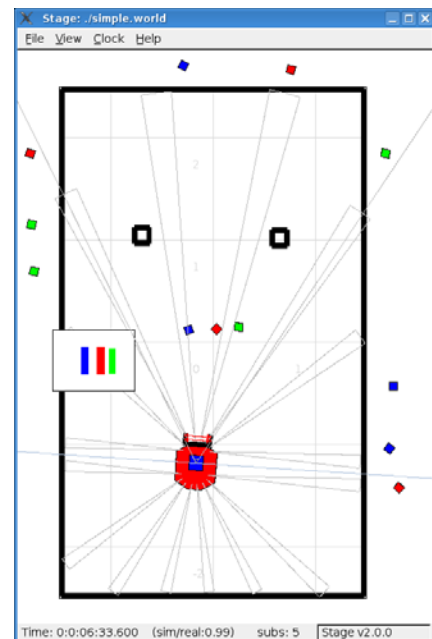 Stage: ./simple.world
File View Clock Help
2
1
0
1
-2
Time: 0:0:06:33.600 (sim/real:0.99) subs: 5 Stage v2.0.0